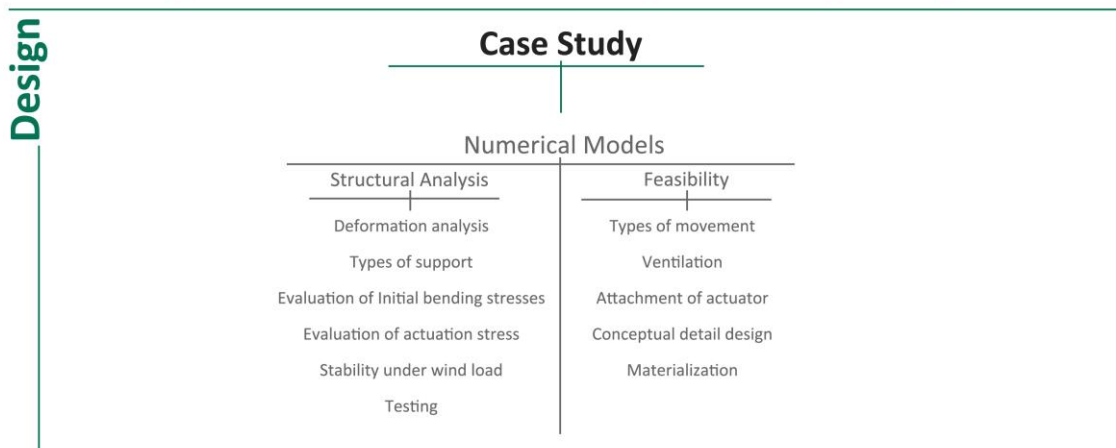 Design
Case Study
Numerical Models
Structural Analysis
Deformation analysis
Types of support
Evaluation of Initial bending stresses
Evaluation of actuation stress
Stability under wind load
Testing
Feasibility
Types of movement
Ventilation
Attachment of actuator
Conceptual detail design
Materialization